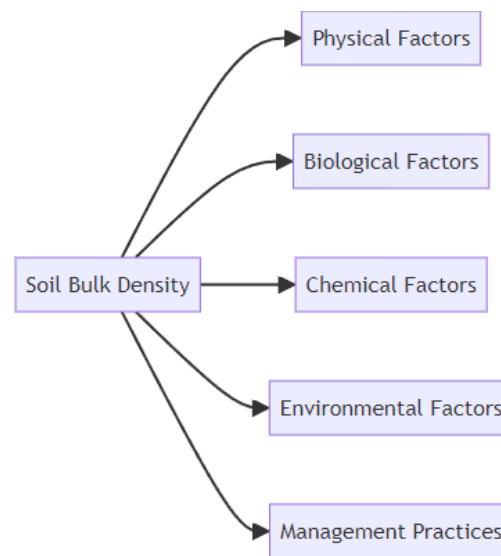 Physical Factors
Biological Factors
Soil Bulk Density
Chemical Factors
Environmental Factors
Management Practices